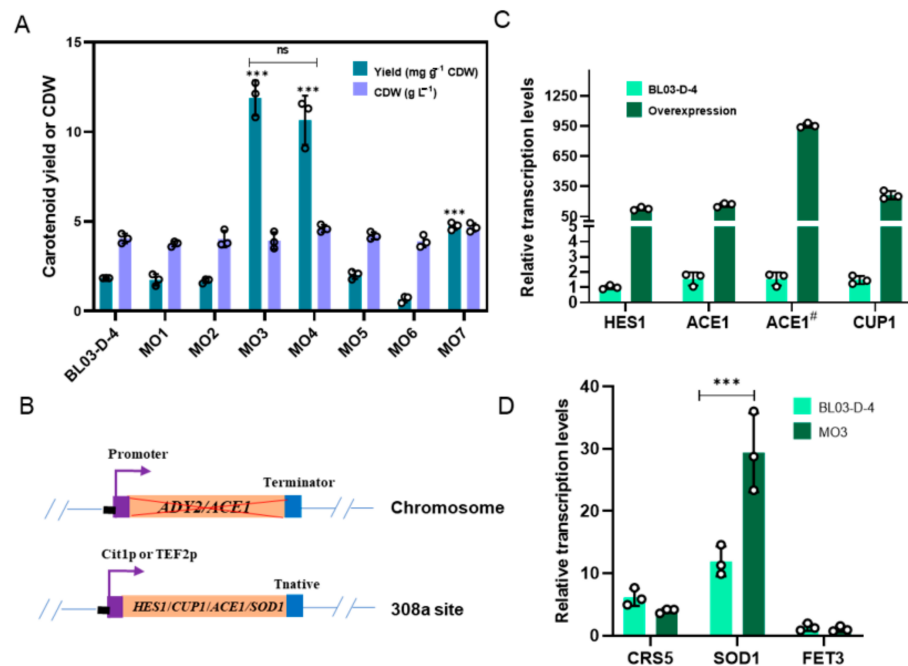 A
Carotenoid yield or CDW
15
10
5
0
ns
***
***
***
Yield (mg g⁻¹ CDW)
CDW (g L⁻¹)
BL03-D-4
MO1
MO2
MO3
MO4
MO5
MO6
MO7
B
Promoter
Terminator
ADY2/ACE1
Chromosome
Cit1p or TEF2p
Tnative
HES1/CUP1/ACE1/SOD1
308a site
C
Relative transcription levels
BL03-D-4
Overexpression
1250
950
650
350
50
5
4
3
2
1
0
HES1
ACE1
ACE1#
CUP1
D
Relative transcription levels
***
BL03-D-4
MO3
40
30
20
10
0
CRS5
SOD1
FET3